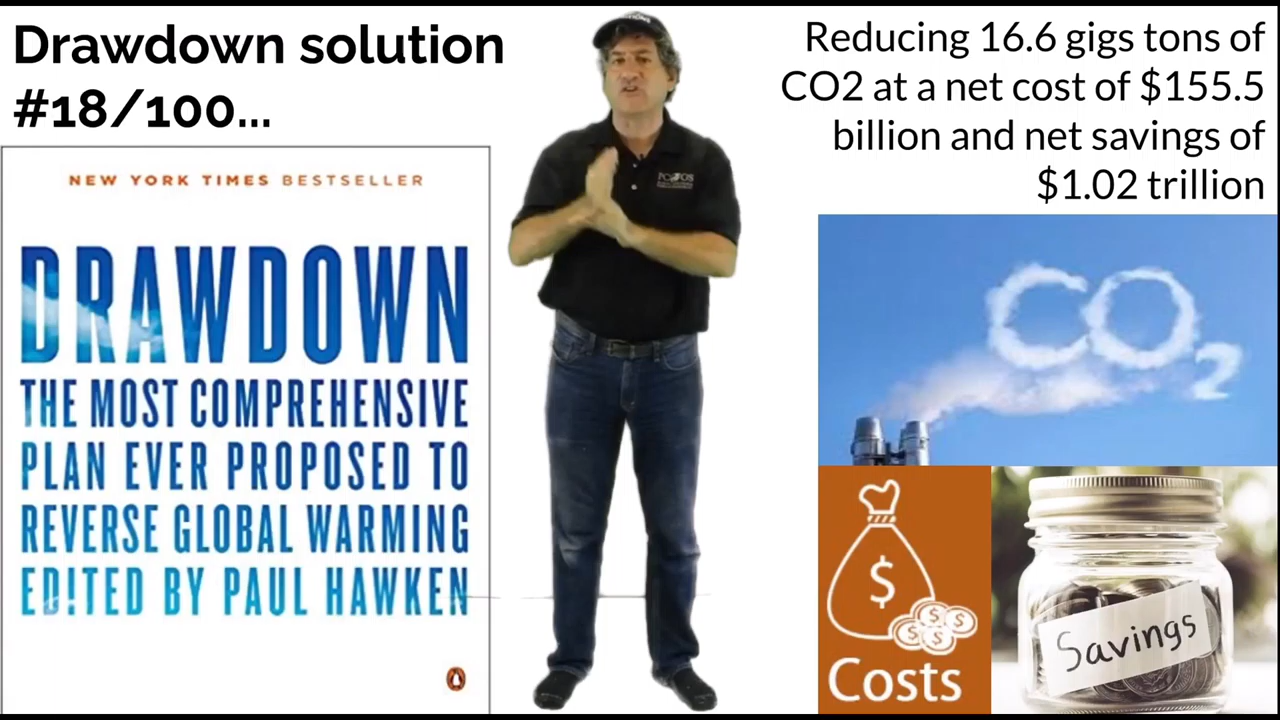 Drawdown solution
#18/100...
NEW YORK TIMES BESTSELLER
DRAWDOWN
THE MOST COMPREHENSIVE
PLAN EVER PROPOSED TO
REVERSE GLOBAL WARMING
EDITED BY PAUL HAWKEN
Reducing 16.6 gigs tons of
CO2 at a net cost of $155.5
billion and net savings of
$1.02 trillion
CO2
$
Costs
Savings